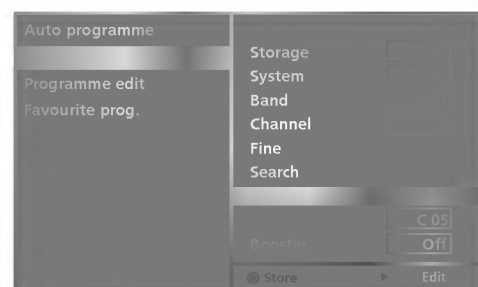 Auto programme
Programme edit
Favourite prog.
Storage
System
Band
Channel
Fine
Search
C 05
Booster
Off
Store
Edit